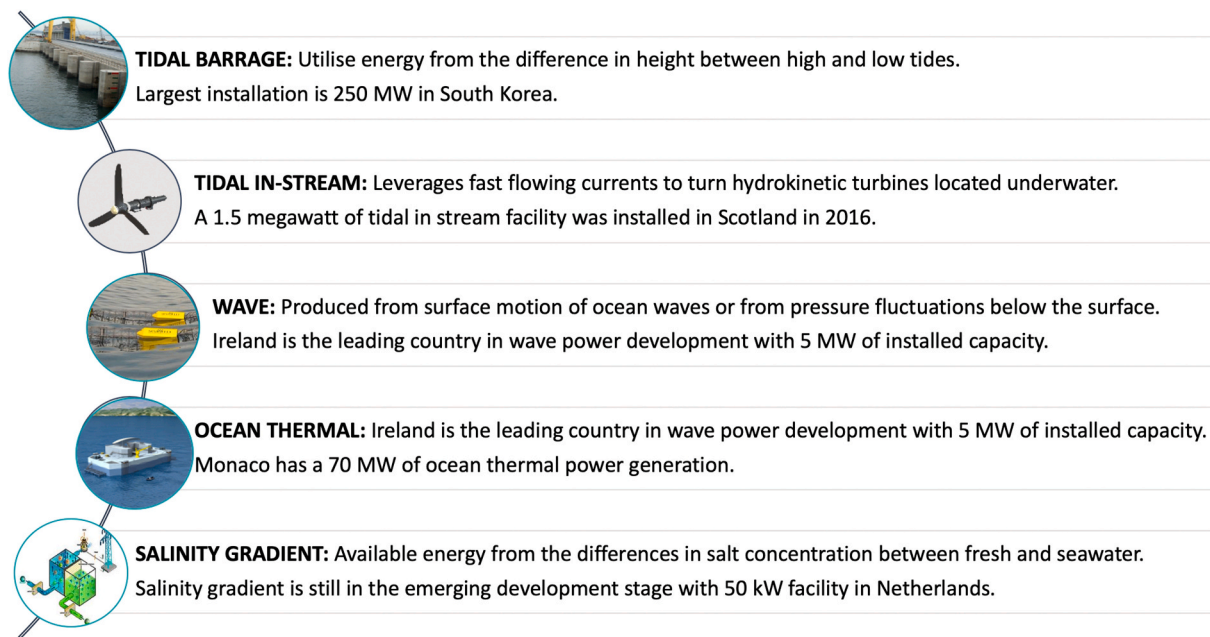 TIDAL BARRAGE: Utilise energy from the difference in height between high and low tides.
Largest installation is 250 MW in South Korea.
TIDAL IN-STREAM: Leverages fast flowing currents to turn hydrokinetic turbines located underwater.
A 1.5 megawatt of tidal in stream facility was installed in Scotland in 2016.
WAVE: Produced from surface motion of ocean waves or from pressure fluctuations below the surface.
Ireland is the leading country in wave power development with 5 MW of installed capacity.
OCEAN THERMAL: Ireland is the leading country in wave power development with 5 MW of installed capacity.
Monaco has a 70 MW of ocean thermal power generation.
SALINITY GRADIENT: Available energy from the differences in salt concentration between fresh and seawater.
Salinity gradient is still in the emerging development stage with 50 kW facility in Netherlands.